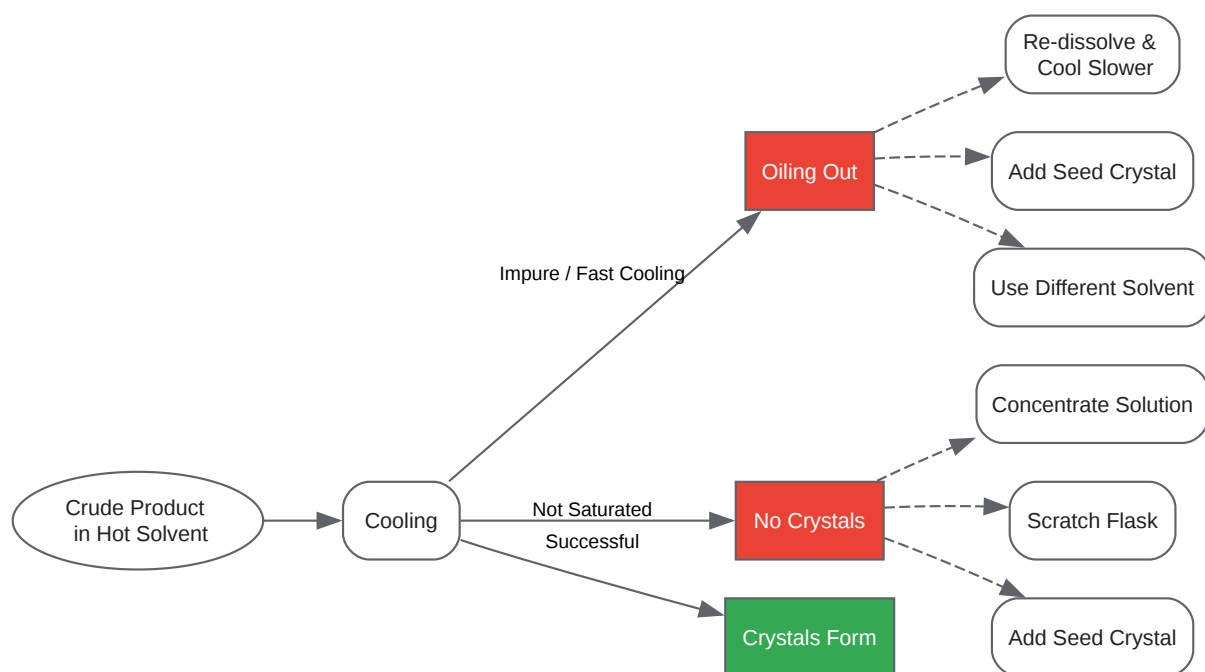 Crude Product
in Hot Solvent
Cooling
Impure / Fast Cooling
Not Saturated
Successful
Oiling Out
No Crystals
Crystals Form
Re-dissolve &
Cool Slower
Add Seed Crystal
Use Different Solvent
Concentrate Solution
Scratch Flask
Add Seed Crystal